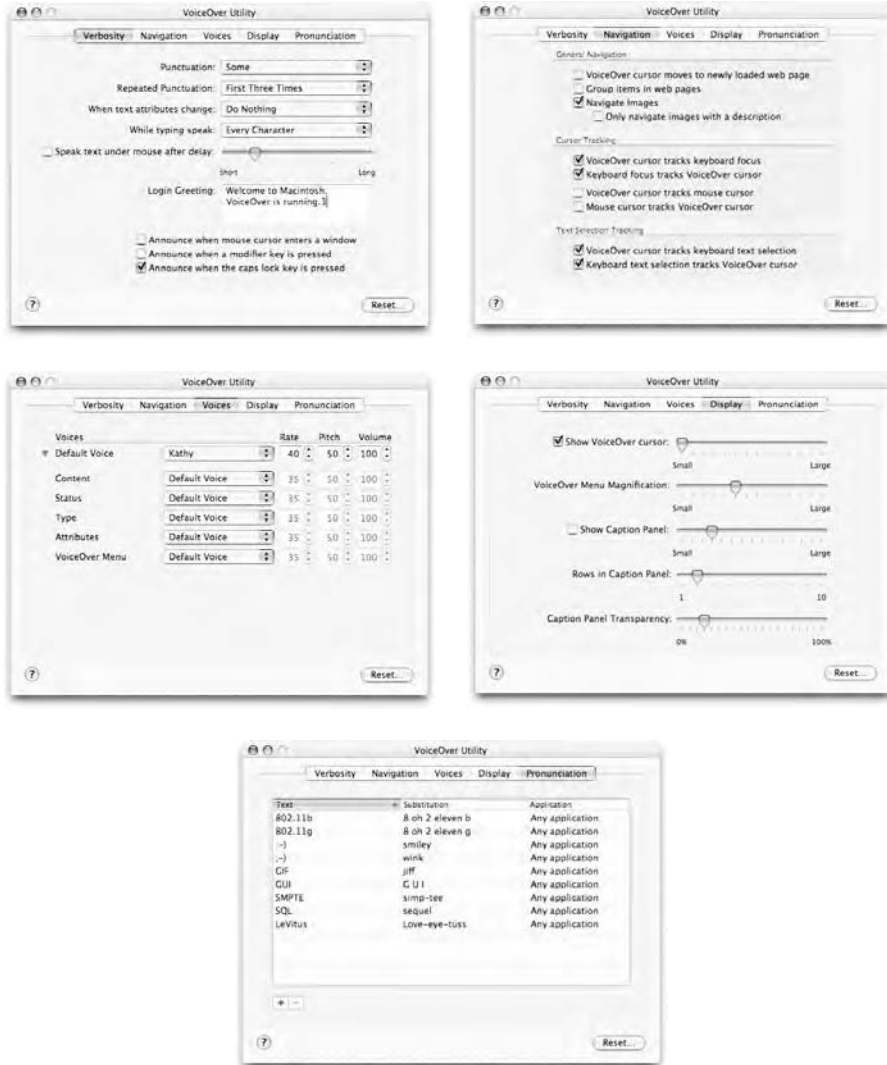 VoiceOver Utility
Verbosity Navigation Voices Display Pronunciation
Punctuation: Some
Repeated Punctuation: First Three Times
When text attributes change: Do Nothing
While typing speak: Every Character
Speak text under mouse after delay:
Short Long
Login Greeting: Welcome to Macintosh.
VoiceOver is running.
Announce when mouse cursor enters a window
Announce when a modifier key is pressed
Announce when the caps lock key is pressed
? Reset...
VoiceOver Utility
Verbosity Navigation Voices Display Pronunciation
General Navigation
VoiceOver cursor moves to newly loaded web page
Group items in web pages
Navigate Images
Only navigate images with a description
Cursor Tracking
VoiceOver cursor tracks keyboard focus
Keyboard focus tracks VoiceOver cursor
VoiceOver cursor tracks mouse cursor
Mouse cursor tracks VoiceOver cursor
Text Selection Tracking
VoiceOver cursor tracks keyboard text selection
Keyboard text selection tracks VoiceOver cursor
? Reset...
VoiceOver Utility
Verbosity Navigation Voices Display Pronunciation
Voices Rate Pitch Volume
Default Voice Kathy 40 50 100
Content Default Voice 35 50 100
Status Default Voice 35 50 100
Type Default Voice 35 50 100
Attributes Default Voice 35 50 100
VoiceOver Menu Default Voice 35 50 100
? Reset...
VoiceOver Utility
Verbosity Navigation Voices Display Pronunciation
Show VoiceOver cursor:
Small Large
VoiceOver Menu Magnification:
Small Large
Show Caption Panel:
Small Large
Rows in Caption Panel:
1 10
Caption Panel Transparency:
0% 100%
? Reset...
VoiceOver Utility
Verbosity Navigation Voices Display Pronunciation
Text Substitution Application
802.11b 8 oh 2 eleven b Any application
802.11g 8 oh 2 eleven g Any application
:-) smiley Any application
;-) wink Any application
GIF jiff Any application
GUI G U I Any application
SMPTE simp-tee Any application
SQL sequel Any application
LeVitus Love-eye-tuss Any application
+ -
? Reset...